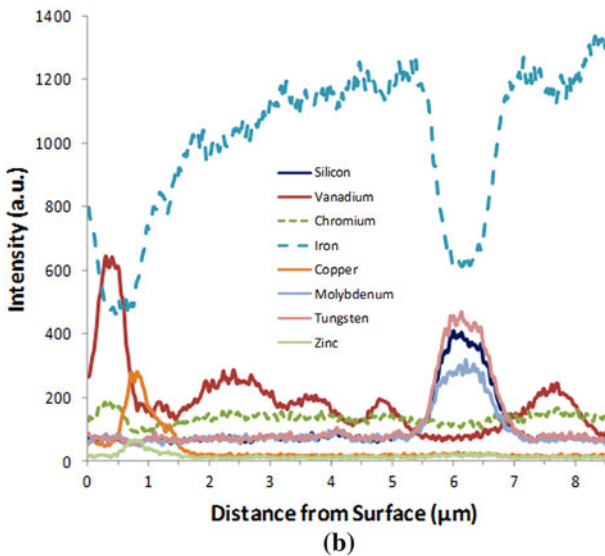 1400
1200
1000
800
600
400
200
0
Intensity (a.u.)
Silicon
Vanadium
Chromium
Iron
Copper
Molybdenum
Tungsten
Zinc
0 1 2 3 4 5 6 7 8
Distance from Surface (µm)
(b)